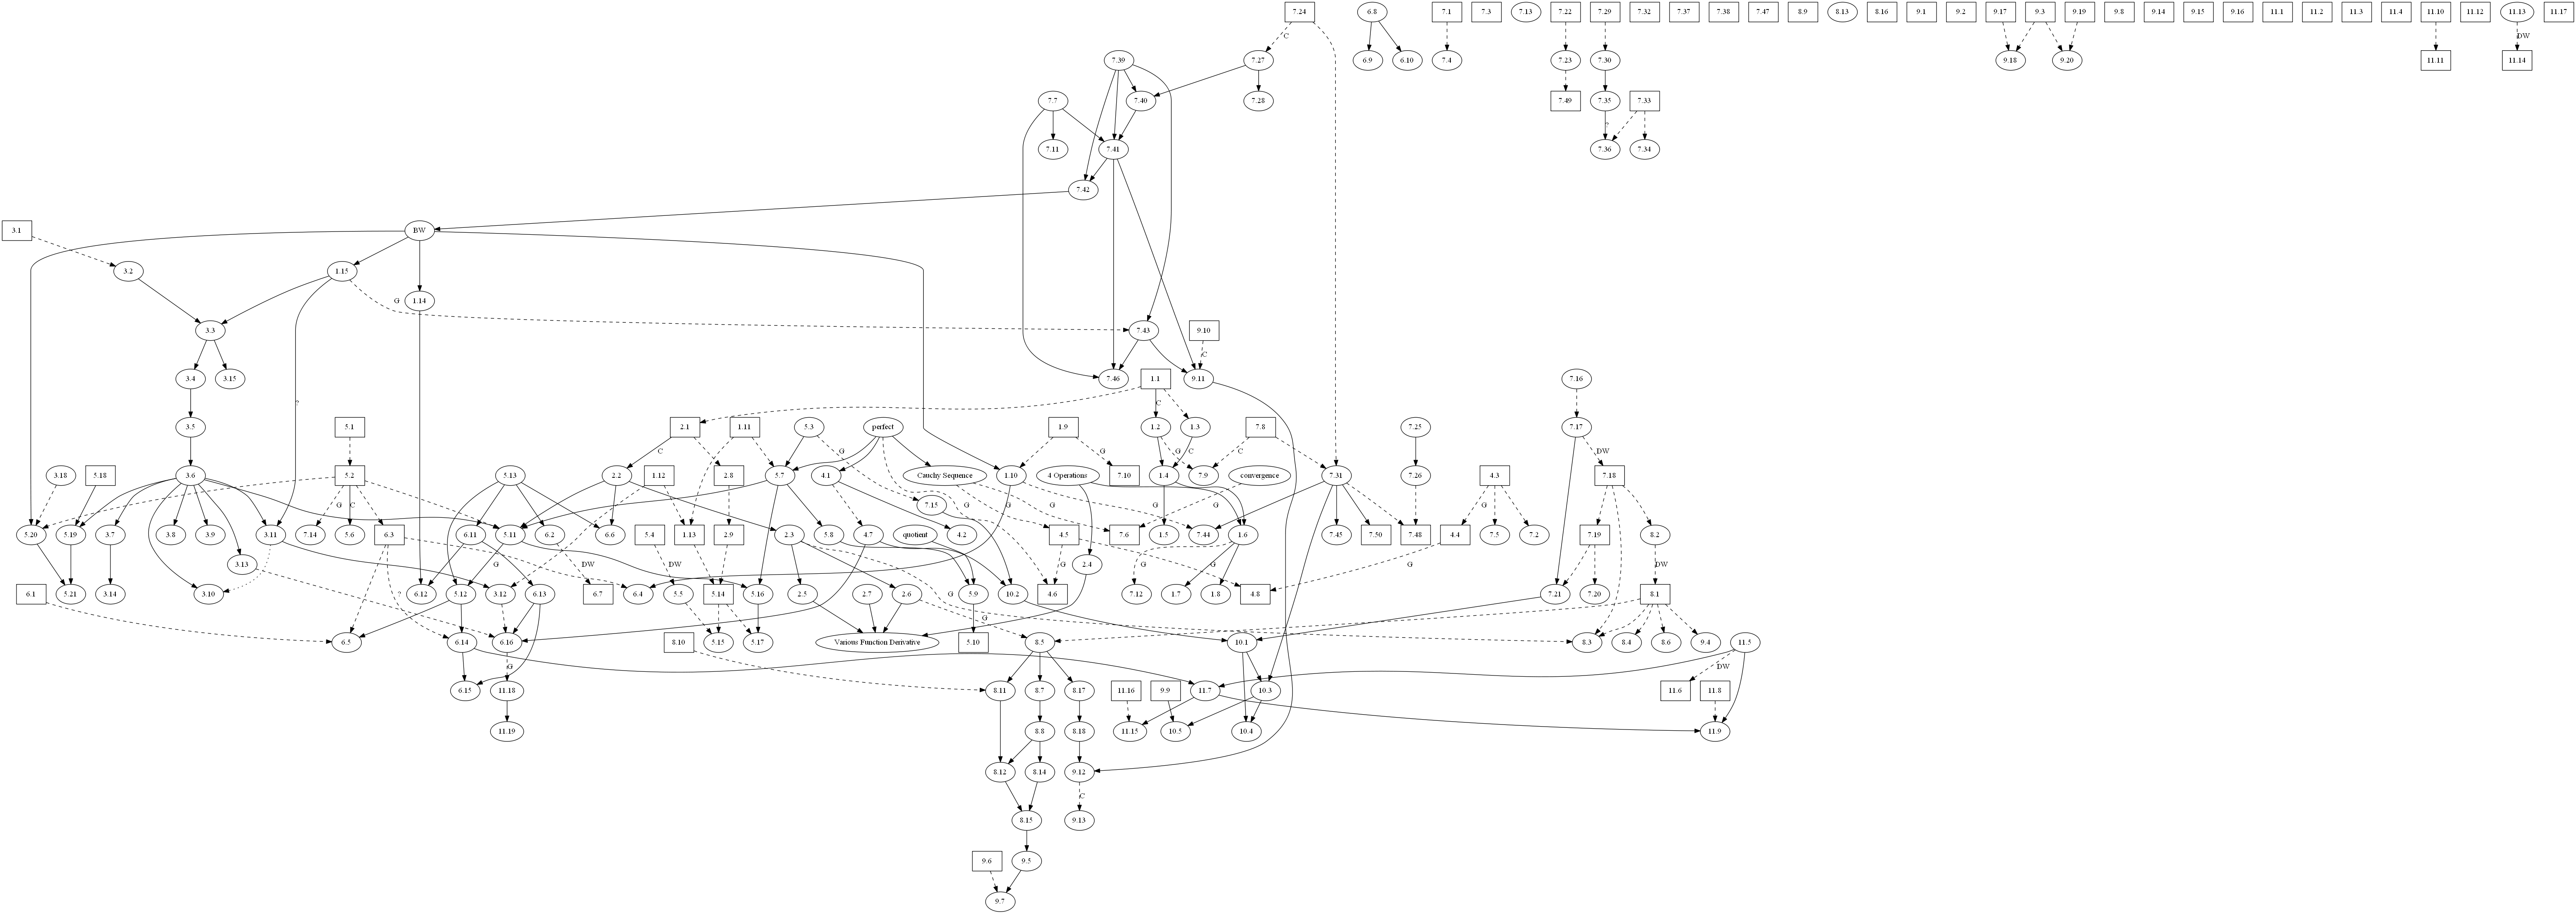 7.24 6.8 7.1 7.3 7.13 7.22 7.29 7.32 7.37 7.38 7.47 8.9 8.13 8.16 9.1 9.2 9.17 9.3 9.19 9.8 9.14 9.15 9.16 11.1 11.2 11.3 11.4 11.10 11.12 11.13 11.17
C DW
7.39 7.27 6.9 6.10 7.4 7.23 7.30 9.18 9.20 11.11 11.14
7.7 7.40 7.28 7.49 7.35 7.33
?
7.11 7.41 7.36 7.34
7.42
3.1 BW
3.2 1.15
G 1.14
3.3 7.43 9.10
C
3.4 3.15 7.46 9.11 1.1 7.16
C ?
3.5 5.1 2.1 1.11 5.3 perfect 1.9 1.2 1.3 7.8 7.25 7.17
C G G G C DW
3.18 5.18 3.6 5.2 5.13 2.2 1.12 2.8 5.7 4.1 Cauchy Sequence 1.10 4 Operations 7.10 1.4 7.9 convergence 7.31 7.26 4.3 7.18
G C G G G G G G
5.20 5.19 3.7 3.8 3.9 3.11 7.14 5.6 6.3 5.11 6.2 6.6 1.13 2.9 2.3 5.8 4.7 quotient 7.15 4.2 4.5 7.6 1.5 7.44 1.6 7.45 7.50 7.48 4.4 7.5 7.2 7.19 8.2
3.13 5.4 2.4
DW G DW G G G G DW
6.1 5.21 3.14 3.10 6.12 5.12 3.12 6.13 6.7 6.4 5.5 5.14 5.16 2.5 2.7 2.6 5.9 10.2 4.6 7.12 1.7 1.8 4.8 7.21 7.20 8.1
? G G
6.5 6.14 6.16 8.10 5.15 5.17 Various Function Derivative 5.10 8.5 10.1 8.3 8.4 8.6 9.4 11.5
G DW
6.15 11.18 8.11 8.7 8.17 11.16 9.9 11.7 10.3 11.6 11.8
11.19 8.8 8.18 11.15 10.5 10.4 11.9
8.12 8.14 9.12
C
8.15 9.13
9.6 9.5
9.7